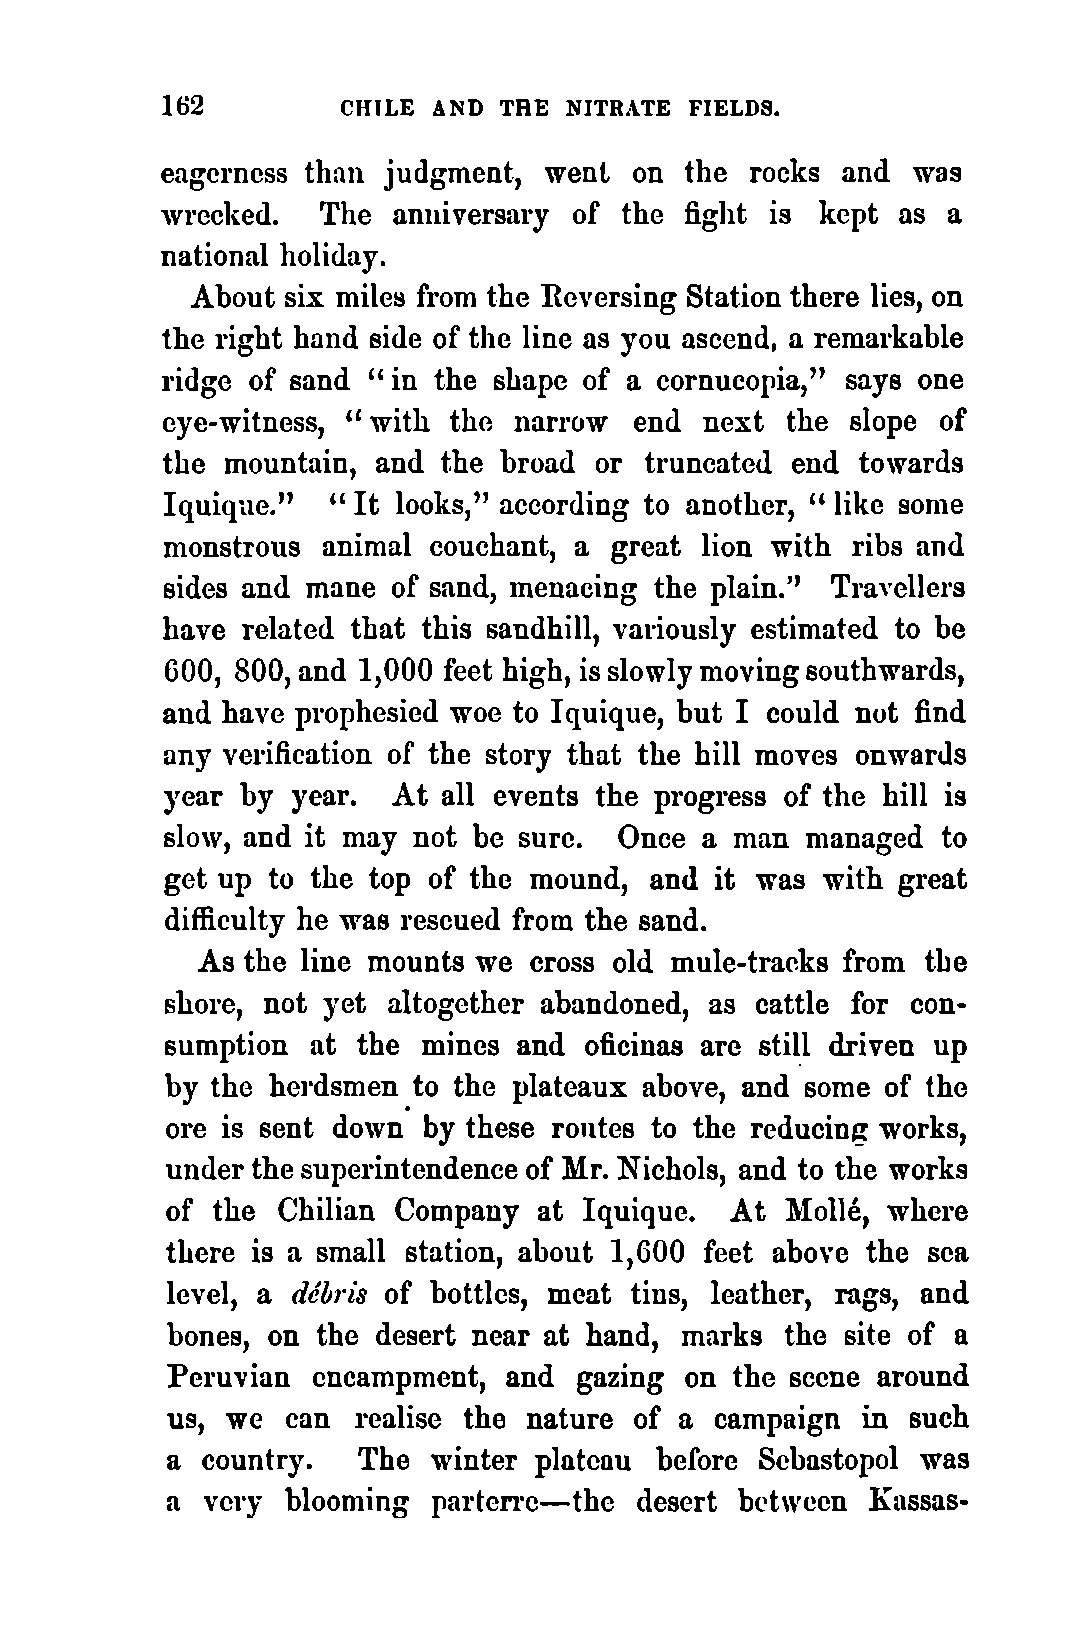 162 CHILE AND THE NITRATE FIELDS.
eagerness than judgment, went on the rocks and was
wrecked. The anniversary of the fight is kept as a
national holiday.
About six miles from the Reversing Station there lies, on
the right hand side of the line as you ascend, a remarkable
ridge of sand “in the shape of a cornucopia,” says one
eye-witness, “with the narrow end next the slope of
the mountain, and the broad or truncated end towards
Iquique.” “It looks,” according to another, “like some
monstrous animal couchant, a great lion with ribs and
sides and mane of sand, menacing the plain.” Travellers
have related that this sandhill, variously estimated to be
600, 800, and 1,000 feet high, is slowly moving southwards,
and have prophesied woe to Iquique, but I could not find
any verification of the story that the hill moves onwards
year by year. At all events the progress of the hill is
slow, and it may not be sure. Once a man managed to
get up to the top of the mound, and it was with great
difficulty he was rescued from the sand.
As the line mounts we cross old mule-tracks from the
shore, not yet altogether abandoned, as cattle for con-
sumption at the mines and oficinas are still driven up
by the herdsmen to the plateaux above, and some of the
ore is sent down by these routes to the reducing works,
under the superintendence of Mr. Nichols, and to the works
of the Chilian Company at Iquique. At Mollé, where
there is a small station, about 1,600 feet above the sea
level, a débris of bottles, meat tins, leather, rags, and
bones, on the desert near at hand, marks the site of a
Peruvian encampment, and gazing on the scene around
us, we can realise the nature of a campaign in such
a country. The winter plateau before Sebastopol was
a very blooming parterre—the desert between Kassas-